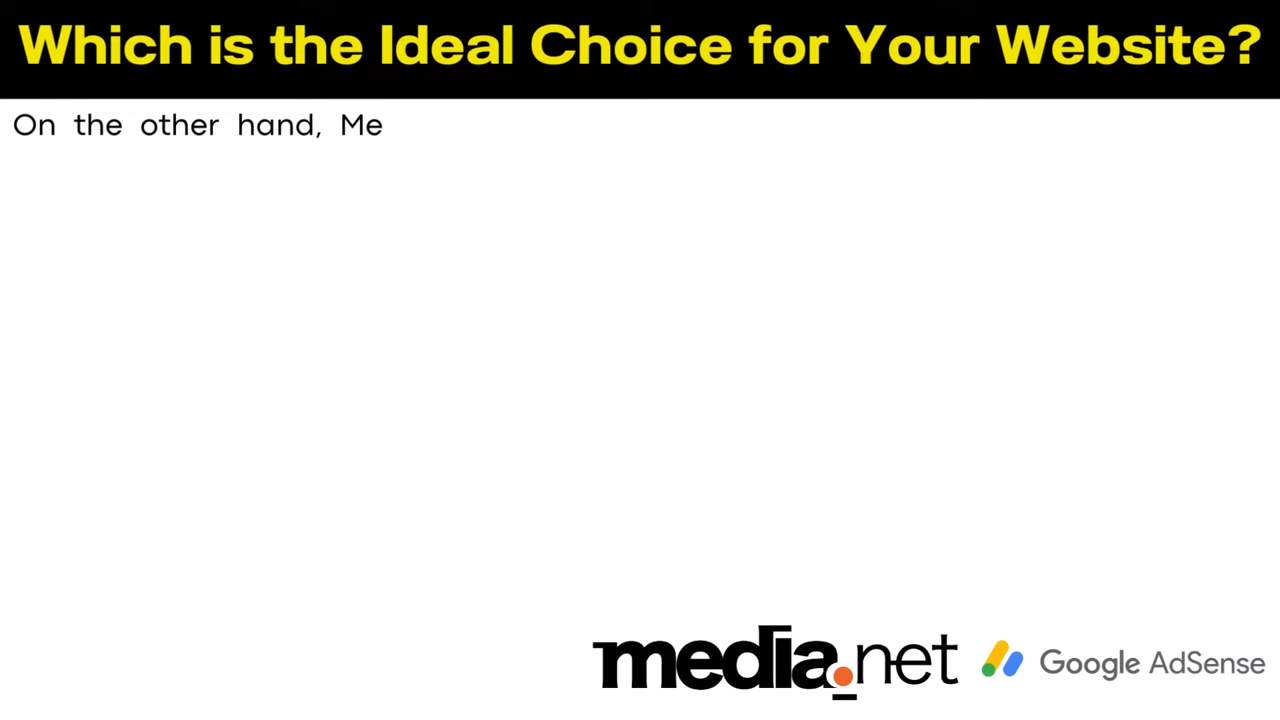 Which is the Ideal Choice for Your Website?
On the other hand, Me
media.net
Google AdSense